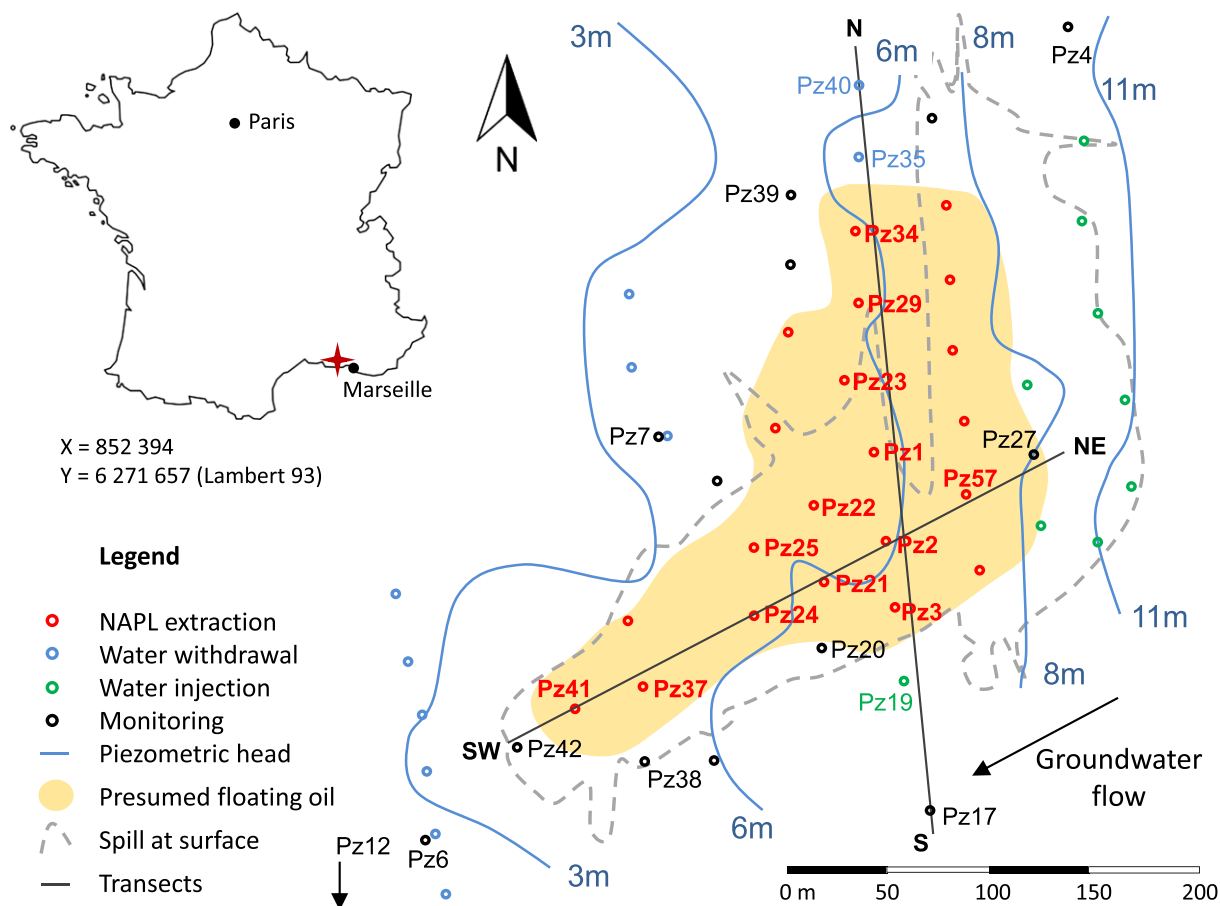 3m
N
6m
8m
Pz4
Pz40
11m
Paris
N
Pz35
Pz39
Pz34
Pz29
Marseille
Pz23
X = 852 394
Y = 6 271 657 (Lambert 93)
Pz7
Pz1
Pz27
NE
Pz57
Pz22
Pz25
Pz2
Pz21
Pz24
Pz3
11m
Pz20
8m
Pz41
Pz37
Pz19
SW
Pz42
Pz38
Groundwater
flow
6m
Pz17
S
Pz12
Pz6
3m
Legend
NAPL extraction
Water withdrawal
Water injection
Monitoring
Piezometric head
Presumed floating oil
Spill at surface
Transects
0 m 50 100 150 200